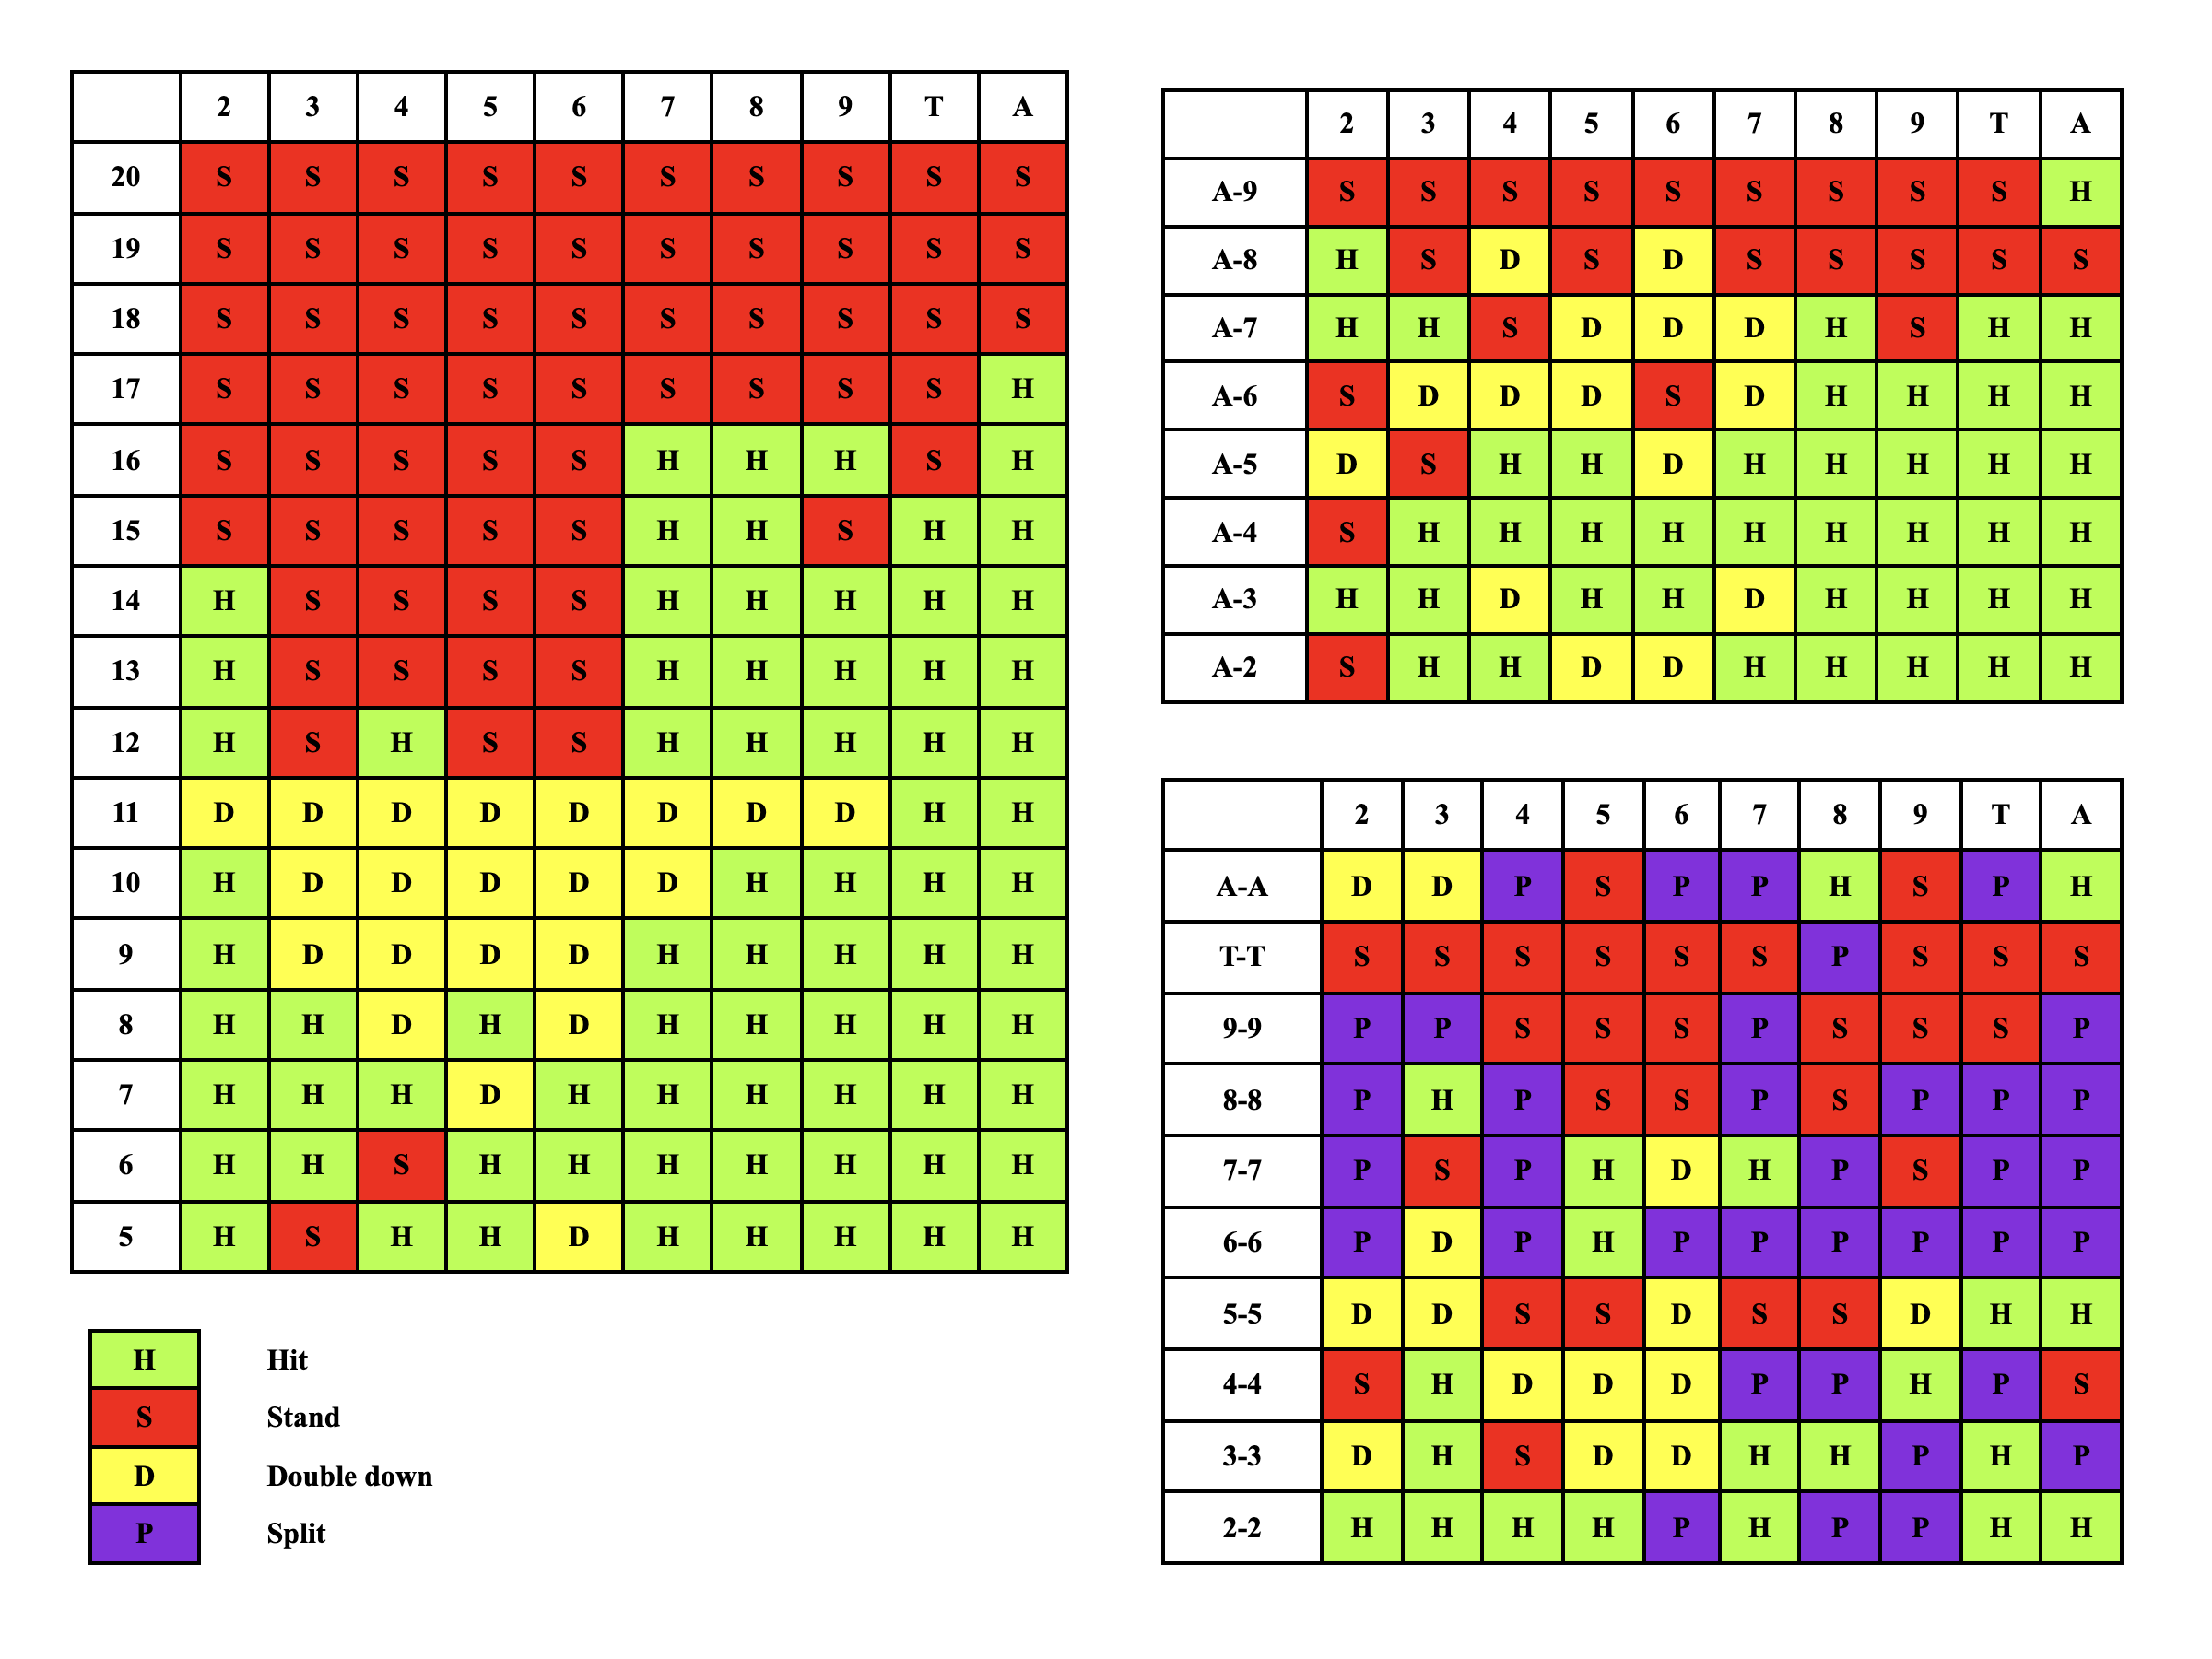 2 3 4 5 6 7 8 9 T A
20 S S S S S S S S S S
19 S S S S S S S S S S
18 S S S S S S S S S S
17 S S S S S S S S S H
16 S S S S S H H H S H
15 S S S S S H H S H H
14 H S S S S H H H H H
13 H S S S S H H H H H
12 H S H S S H H H H H
11 D D D D D D D D H H
10 H D D D D D H H H H
9 H D D D D H H H H H
8 H H D H D H H H H H
7 H H H D H H H H H H
6 H H S H H H H H H H
5 H S H H D H H H H H
H Hit
S Stand
D Double down
P Split
2 3 4 5 6 7 8 9 T A
A-9 S S S S S S S S S H
A-8 H S D S D S S S S S
A-7 H H S D D D H S H H
A-6 S D D D S D H H H H
A-5 D S H H D H H H H H
A-4 S H H H H H H H H H
A-3 H H D H H D H H H H
A-2 S H H D D H H H H H
2 3 4 5 6 7 8 9 T A
A-A D D P S P P H S P H
T-T S S S S S S P S S S
9-9 P P S S S P S S S P
8-8 P H P S S P S P P P
7-7 P S P H D H P S P P
6-6 P D P H P P P P P P
5-5 D D S S D S S D H H
4-4 S H D D D P P H P S
3-3 D H S D D H H P H P
2-2 H H H H P H P P H H